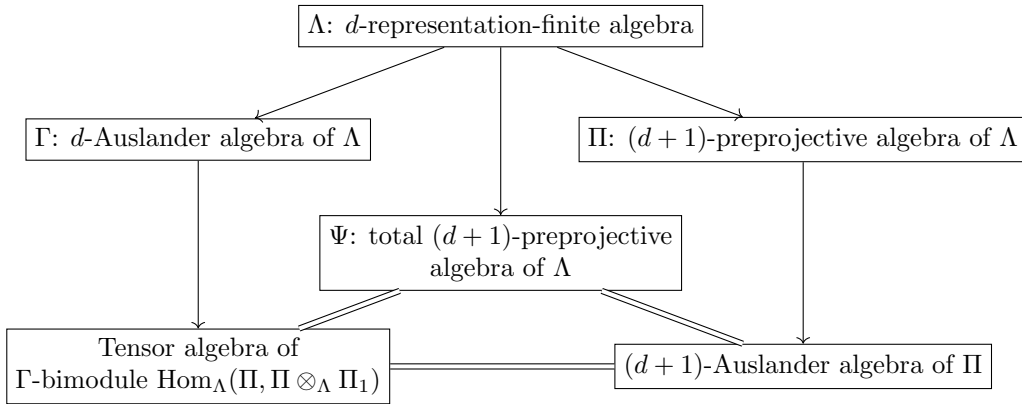 Λ: d-representation-finite algebra
Γ: d-Auslander algebra of Λ
Π: (d + 1)-preprojective algebra of Λ
Ψ: total (d + 1)-preprojective
algebra of Λ
Tensor algebra of
Γ-bimodule Hom_Λ(Π, Π ⊗_Λ Π₁)
(d + 1)-Auslander algebra of Π